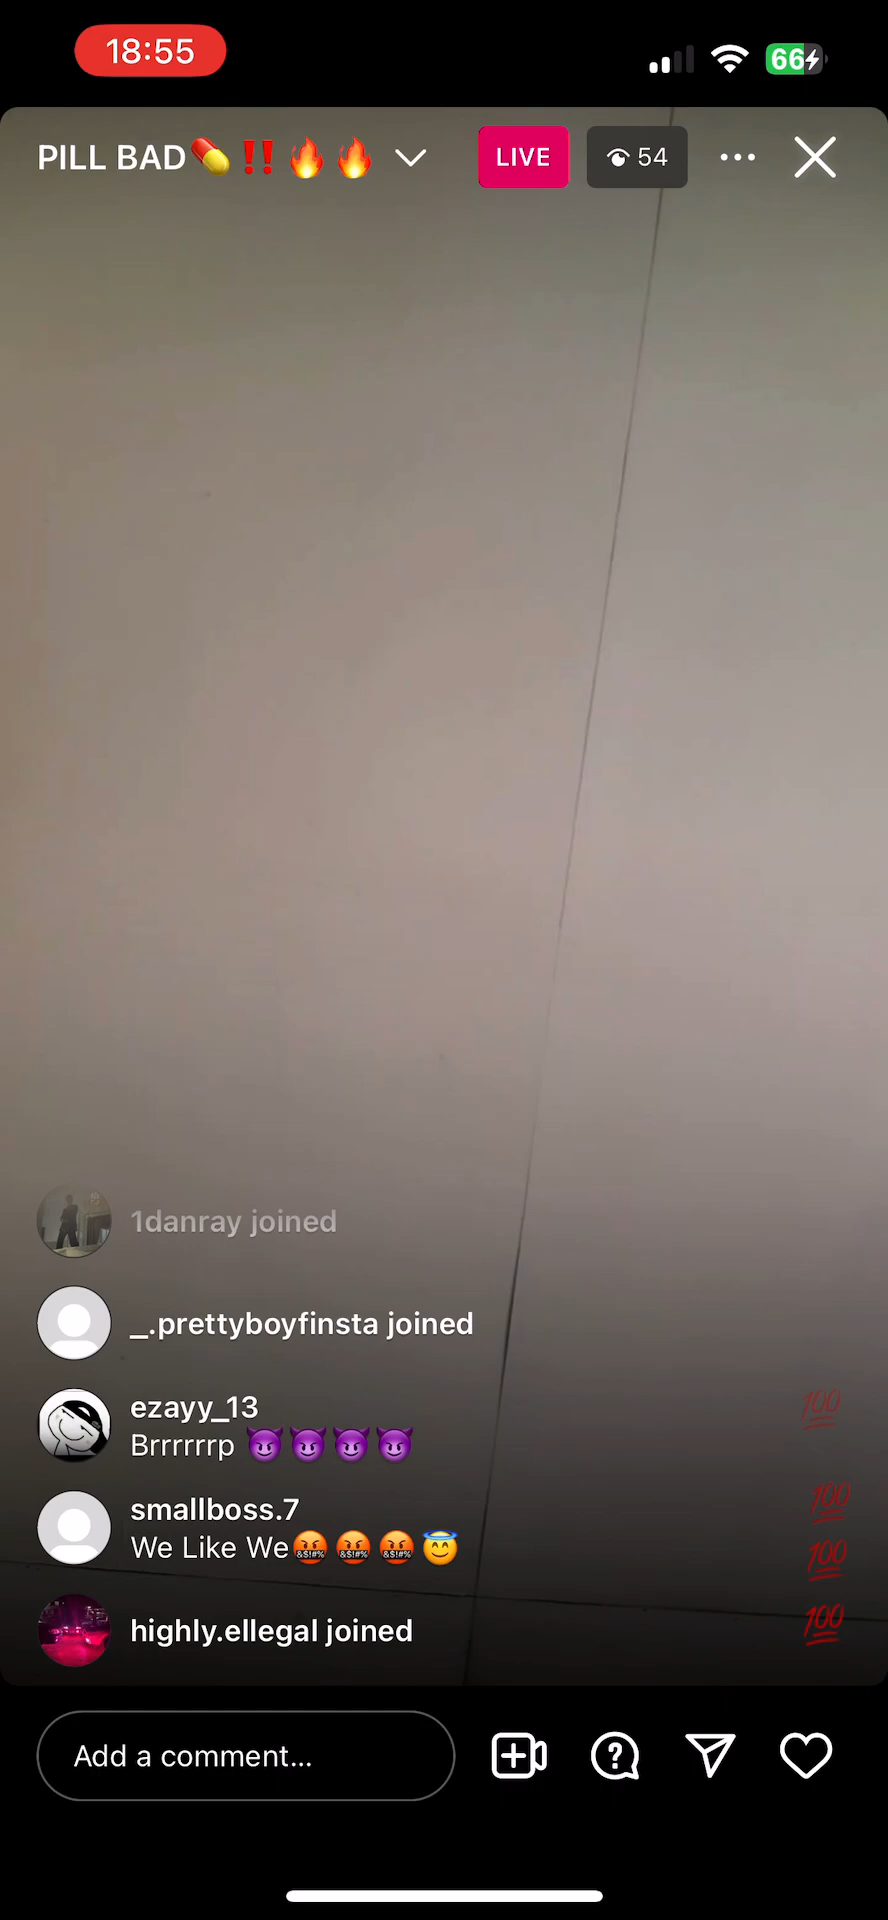 18:55
66
PILL BAD💊‼️🔥🔥
LIVE
54
1danray joined
_.prettyboyfinsta joined
ezayy_13
Brrrrrrp 😈😈😈😈
smallboss.7
We Like We🤬🤬🤬😇
highly.ellegal joined
💯
💯
💯
💯
Add a comment...